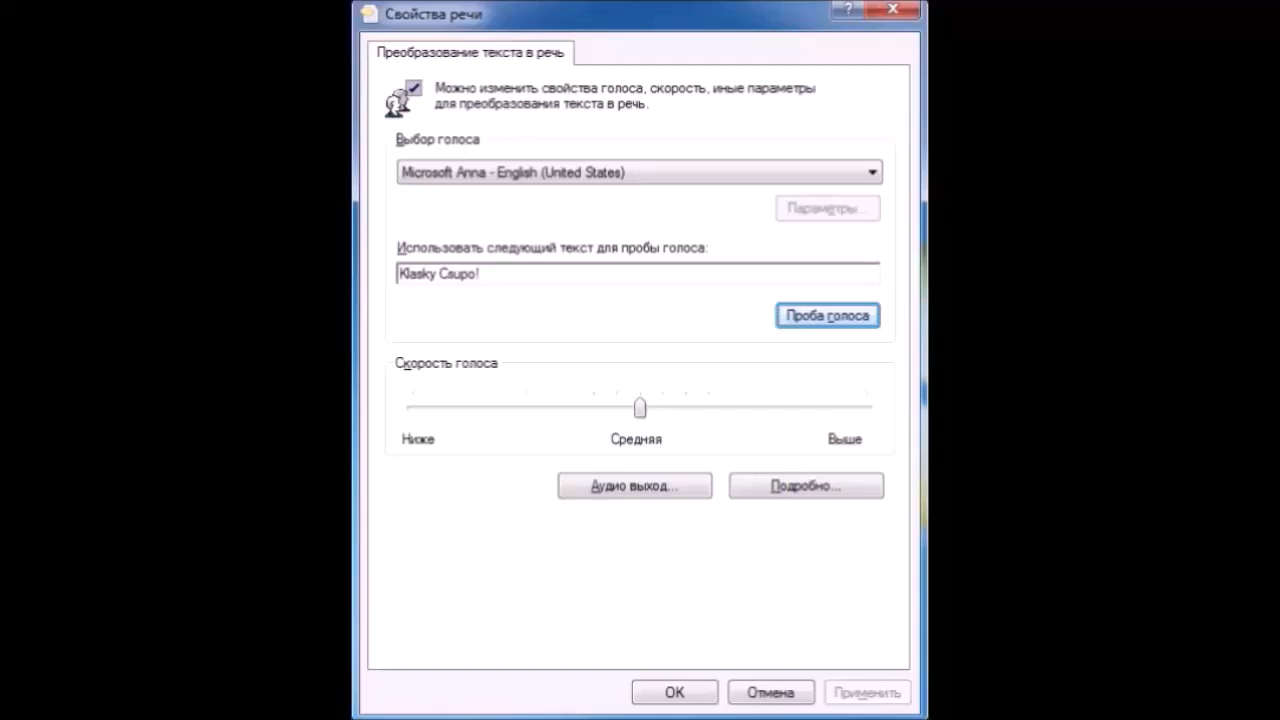 Свойства речи
?
Преобразование текста в речь
Можно изменить свойства голоса, скорость, иные параметры
для преобразования текста в речь.
Выбор голоса
Microsoft Anna - English (United States)
Параметры...
Использовать следующий текст для пробы голоса:
Klasky Csupo!
Проба голоса
Скорость голоса
Ниже Средняя Выше
Аудио выход... Подробно...
OK Отмена Применить